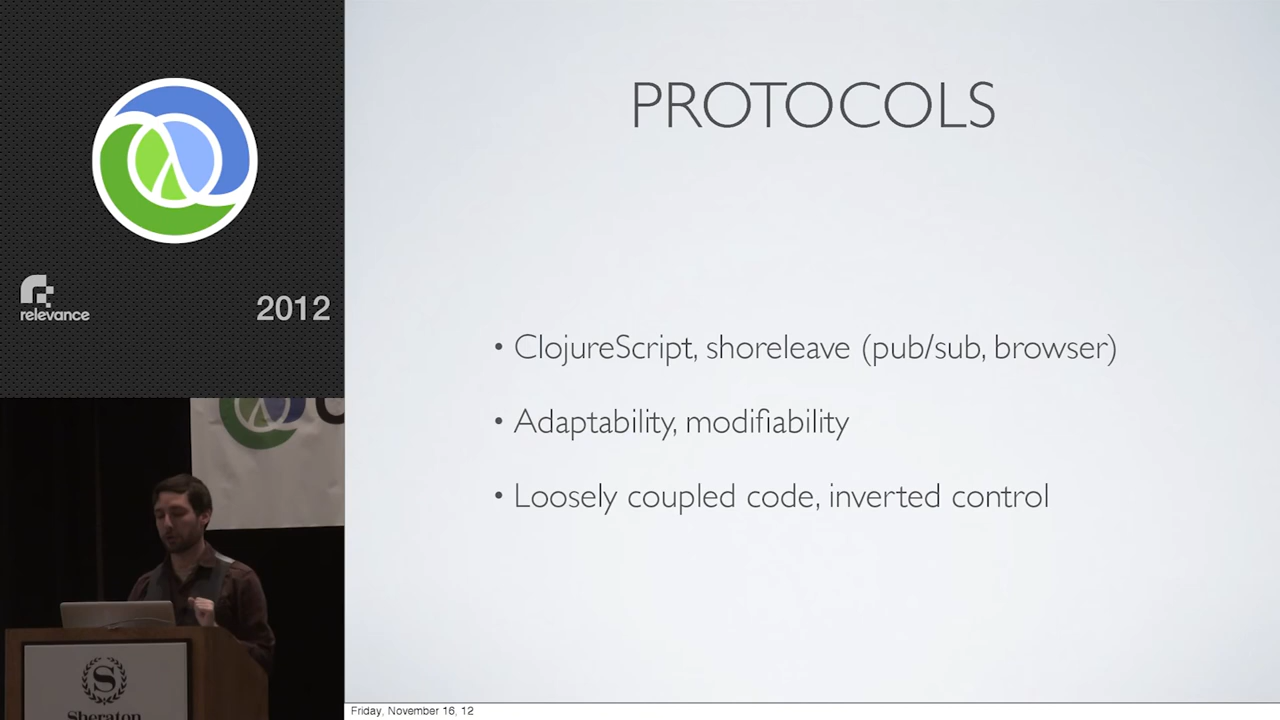 relevance
2012
PROTOCOLS
• ClojureScript, shoreleave (pub/sub, browser)
• Adaptability, modifiability
• Loosely coupled code, inverted control
S
Sheraton
Friday, November 16, 12